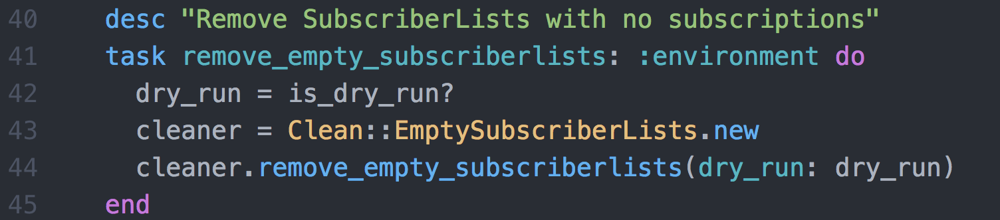 40 desc "Remove SubscriberLists with no subscriptions"
41 task remove_empty_subscriberlists: :environment do
42 dry_run = is_dry_run?
43 cleaner = Clean::EmptySubscriberLists.new
44 cleaner.remove_empty_subscriberlists(dry_run: dry_run)
45 end